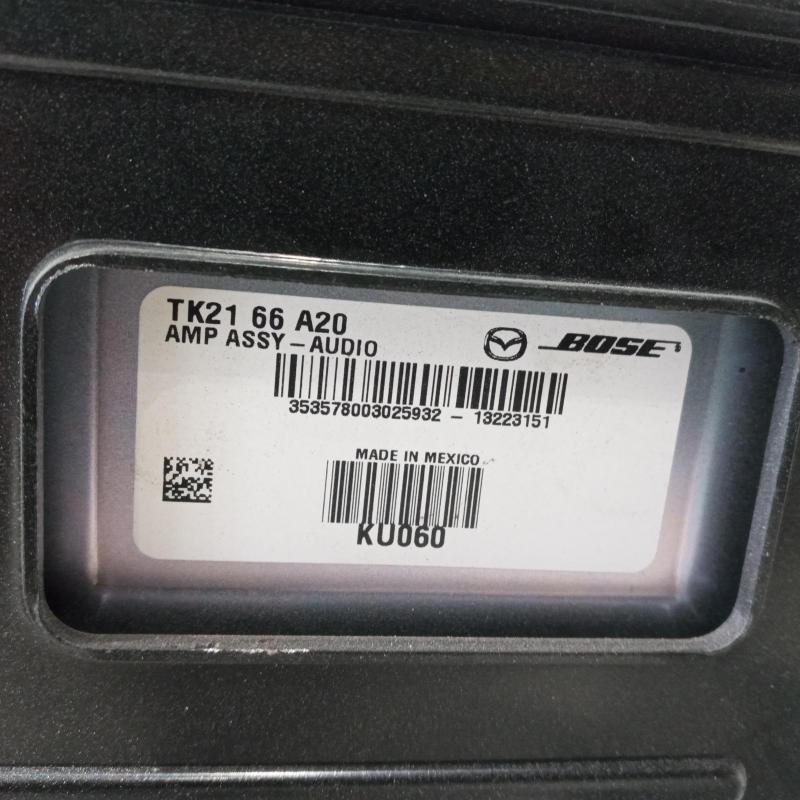 TK21 66 A20
AMP ASSY – AUDIO
BOSE
353578003025932 – 13223151
MADE IN MEXICO
KU060